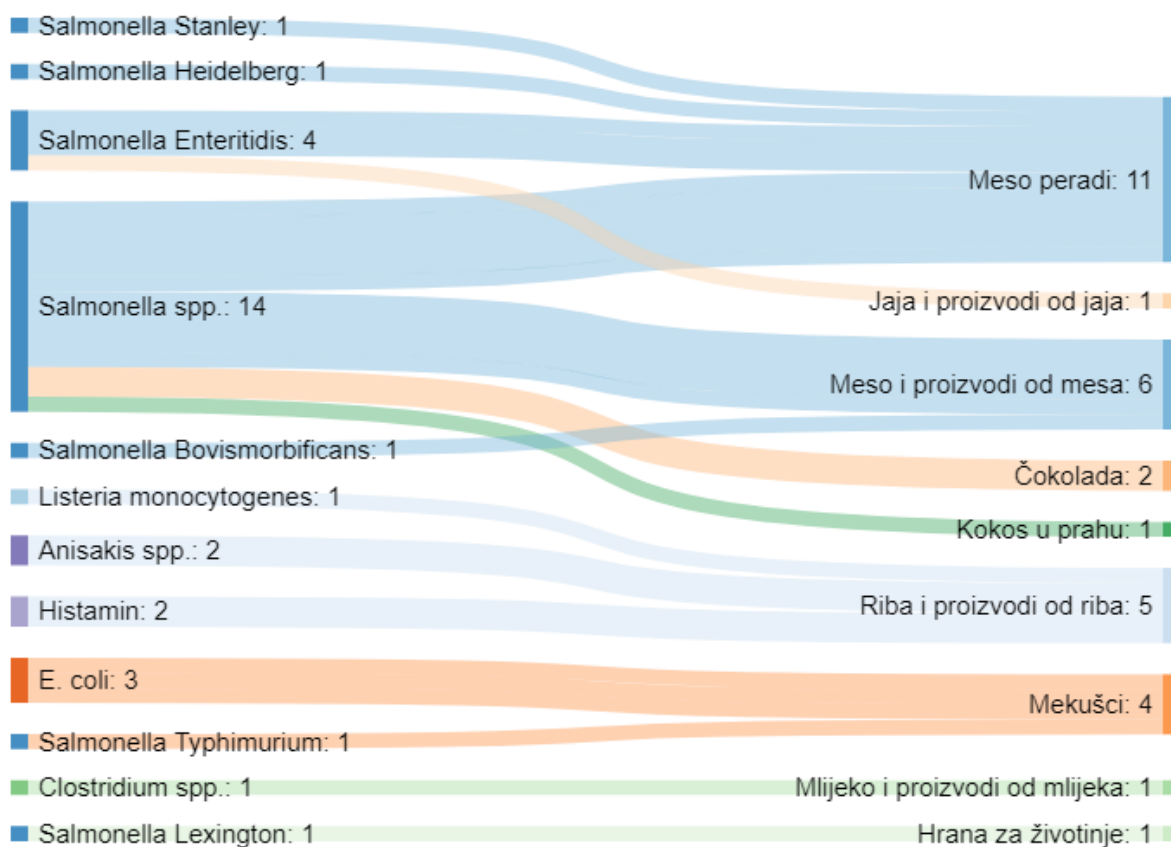 Salmonella Stanley: 1
Salmonella Heidelberg: 1
Salmonella Enteritidis: 4
Salmonella spp.: 14
Salmonella Bovismorbificans: 1
Listeria monocytogenes: 1
Anisakis spp.: 2
Histamin: 2
E. coli: 3
Salmonella Typhimurium: 1
Clostridium spp.: 1
Salmonella Lexington: 1
Meso peradi: 11
Jaja i proizvodi od jaja: 1
Meso i proizvodi od mesa: 6
Čokolada: 2
Kokos u prahu: 1
Riba i proizvodi od riba: 5
Mekušci: 4
Mlijeko i proizvodi od mlijeka: 1
Hrana za životinje: 1